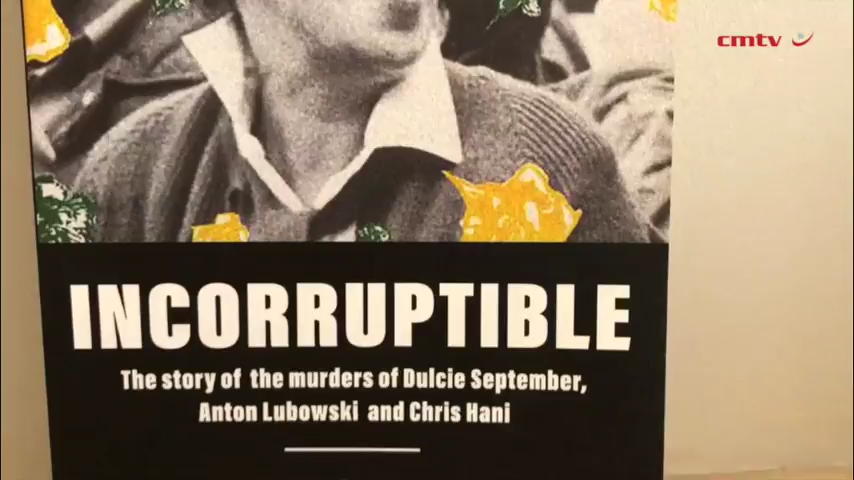 cmtv
INCORRUPTIBLE
The story of the murders of Dulcie September,
Anton Lubowski and Chris Hani